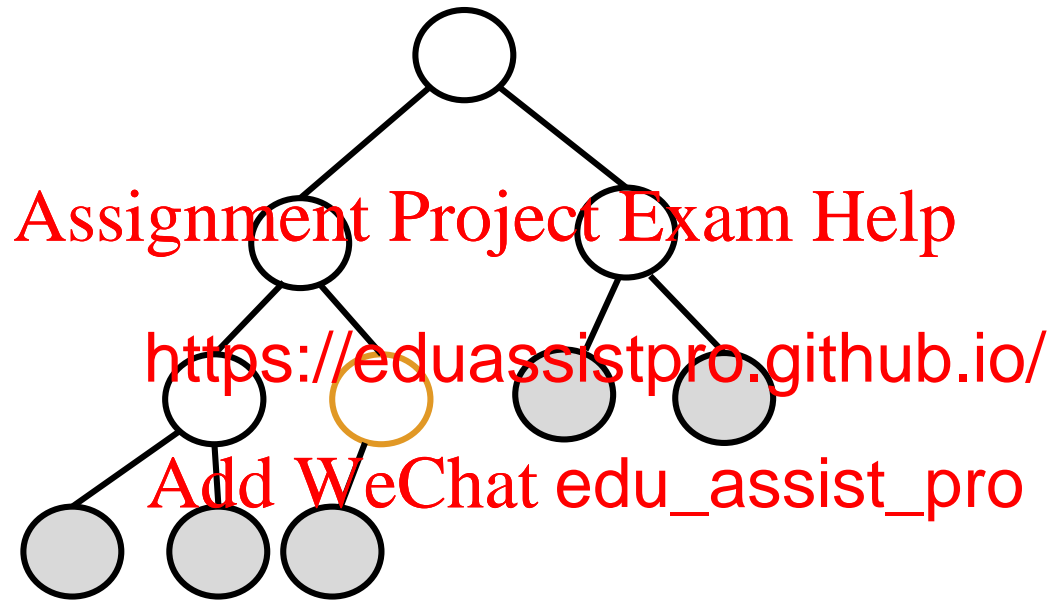 Assignment Project Exam Help
https://eduassistpro.github.io/
Add WeChat edu_assist_pro